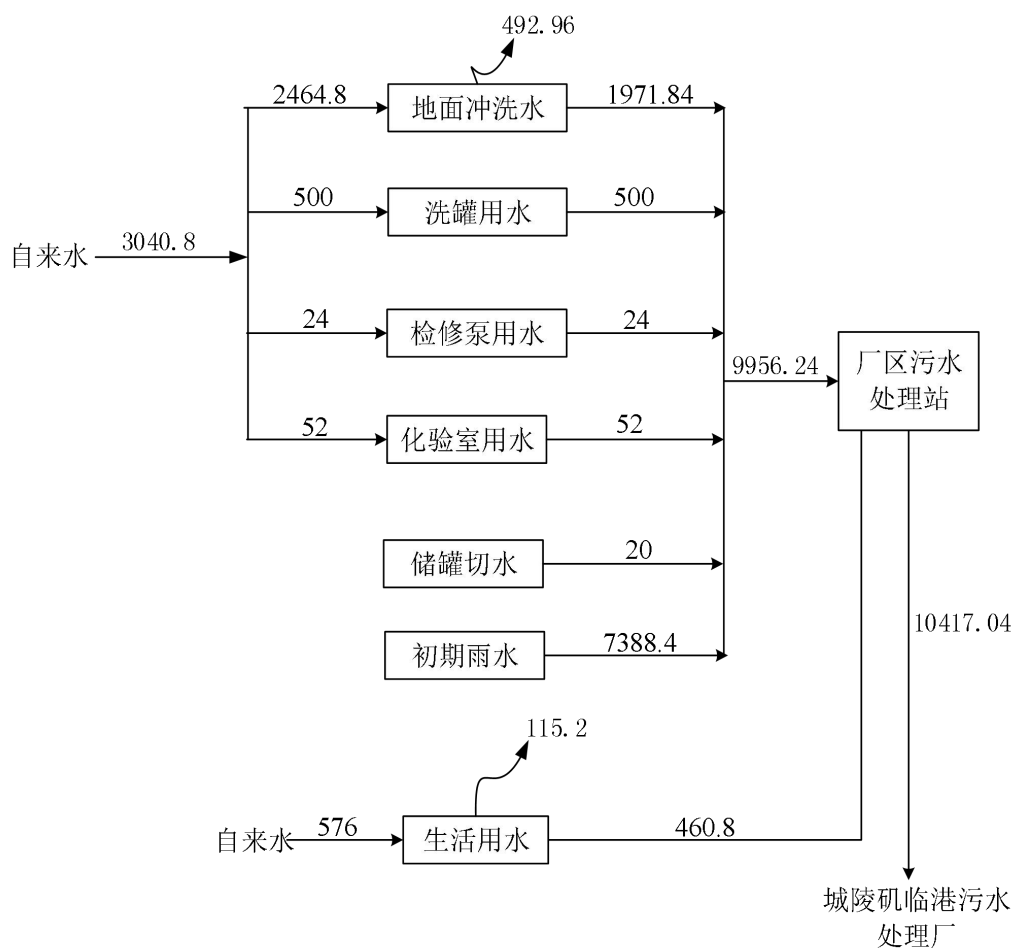 492.96
2464.8
地面冲洗水
1971.84
500
洗罐用水
500
自来水
3040.8
24
检修泵用水
24
9956.24
厂区污水
处理站
52
化验室用水
52
储罐切水
20
10417.04
初期雨水
7388.4
115.2
自来水
576
生活用水
460.8
城陵矶临港污水
处理厂